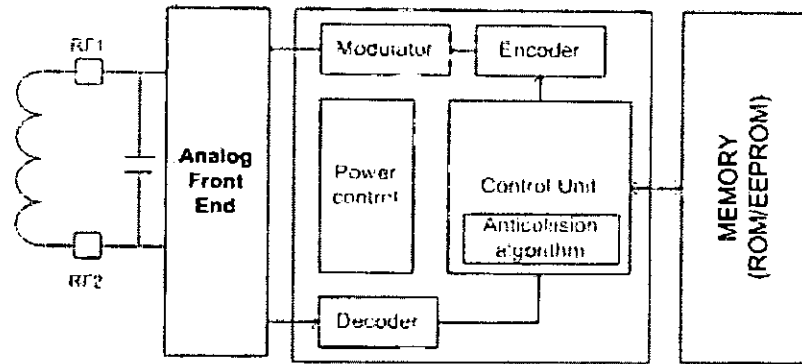 RF1
Modulator
Encoder
Analog
Front
End
Power
control
Control Unit
Anticollision
algorithm
MEMORY
(ROM/EEPROM)
RF2
Decoder